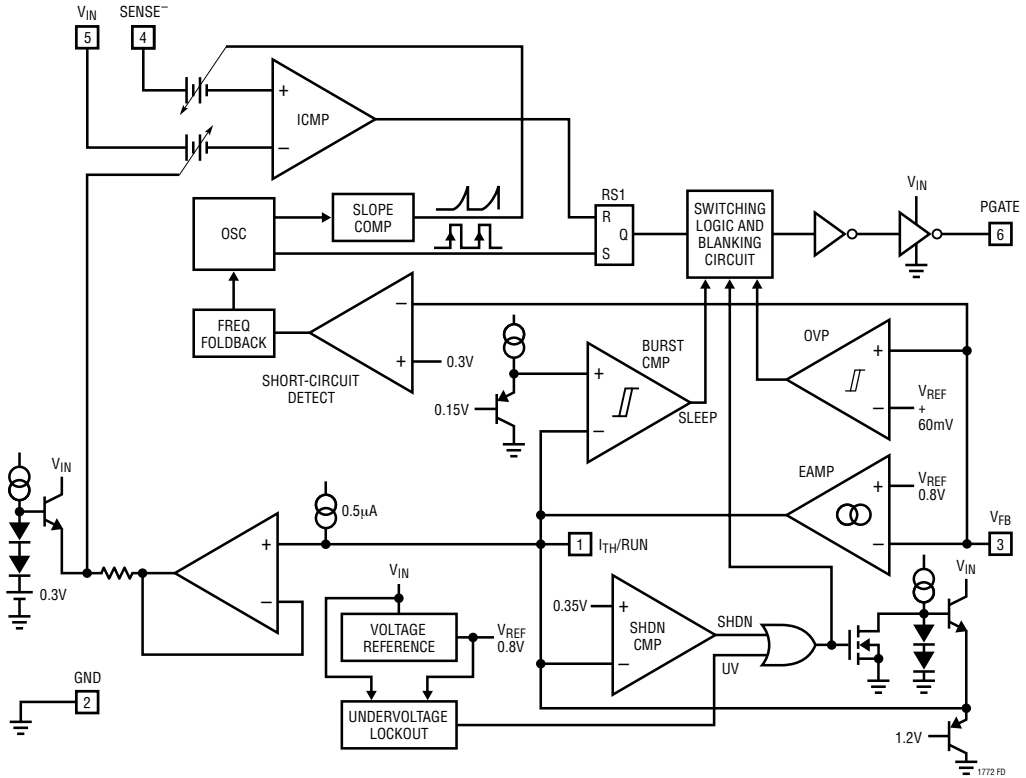 VIN
5
SENSE−
4
+
ICMP
−
OSC
SLOPE
COMP
RS1
R
Q
S
SWITCHING
LOGIC AND
BLANKING
CIRCUIT
VIN
PGATE
6
FREQ
FOLDBACK
−
+
0.3V
SHORT-CIRCUIT
DETECT
0.15V
BURST
CMP
+
−
SLEEP
OVP
+
−
VREF
+
60mV
EAMP
+
−
VREF
0.8V
VFB
3
VIN
0.3V
+
−
0.5µA
1
ITH/RUN
VIN
VOLTAGE
REFERENCE
VREF
0.8V
UNDERVOLTAGE
LOCKOUT
0.35V
+
−
SHDN
CMP
SHDN
UV
VIN
1.2V
GND
2
1772 FD